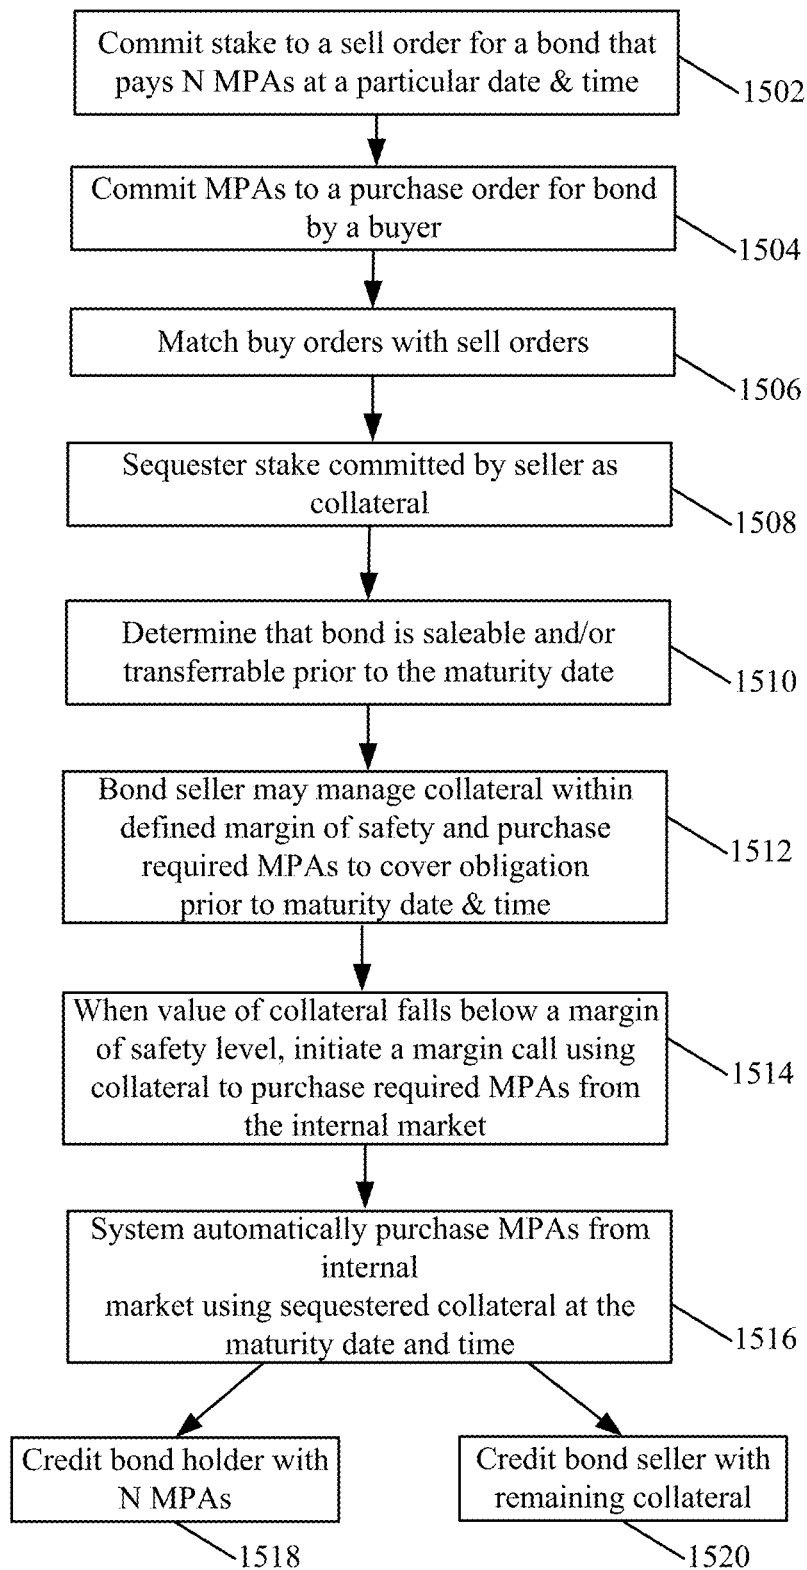 Commit stake to a sell order for a bond that
pays N MPAs at a particular date & time
1502
Commit MPAs to a purchase order for bond
by a buyer
1504
Match buy orders with sell orders
1506
Sequester stake committed by seller as
collateral
1508
Determine that bond is saleable and/or
transferrable prior to the maturity date
1510
Bond seller may manage collateral within
defined margin of safety and purchase
required MPAs to cover obligation
prior to maturity date & time
1512
When value of collateral falls below a margin
of safety level, initiate a margin call using
collateral to purchase required MPAs from
the internal market
1514
System automatically purchase MPAs from
internal
market using sequestered collateral at the
maturity date and time
1516
Credit bond holder with
N MPAs
1518
Credit bond seller with
remaining collateral
1520